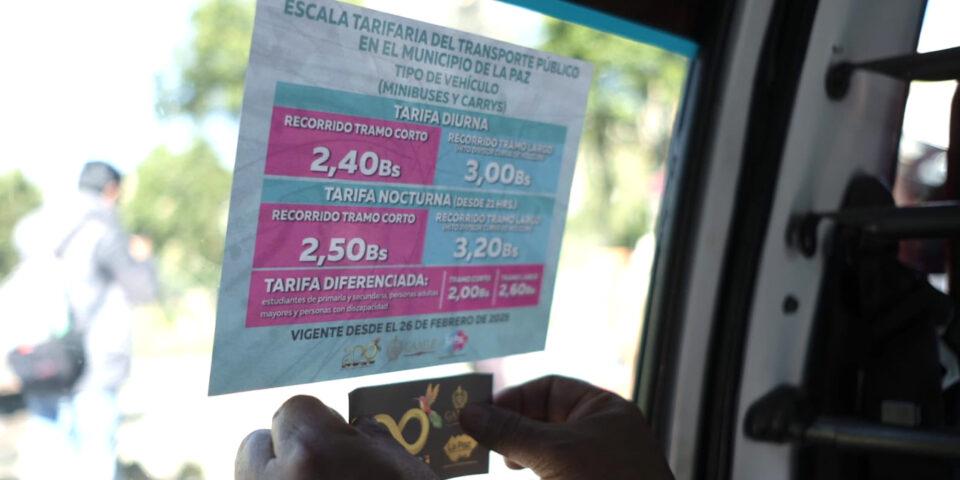 ESCALA TARIFARIA DEL TRANSPORTE PÚBLICO
EN EL MUNICIPIO DE LA PAZ
TIPO DE VEHÍCULO
(MINIBUSES Y CARRYS)
TARIFA DIURNA
RECORRIDO TRAMO CORTO
2,40Bs
RECORRIDO TRAMO LARGO
3,00Bs
TARIFA NOCTURNA (DESDE 21 HRS.)
RECORRIDO TRAMO CORTO
2,50Bs
RECORRIDO TRAMO LARGO
3,20Bs
TARIFA DIFERENCIADA:
estudiantes de primaria y secundaria, personas adultas
mayores y personas con discapacidad
TRAMO CORTO
2,00Bs
TRAMO LARGO
2,60Bs
VIGENTE DESDE EL 26 DE FEBRERO DE 2025
La Paz